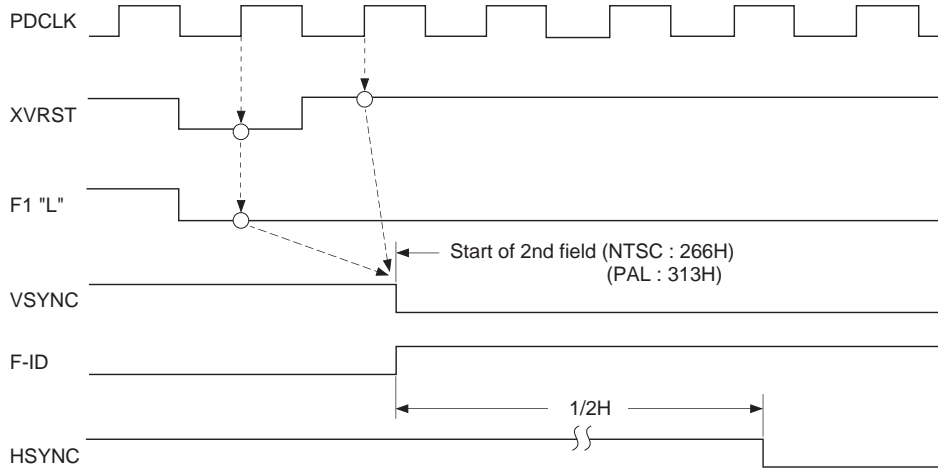 PDCLK
XVRST
F1 "L"
Start of 2nd field (NTSC : 266H)
(PAL : 313H)
VSYNC
F-ID
1/2H
HSYNC